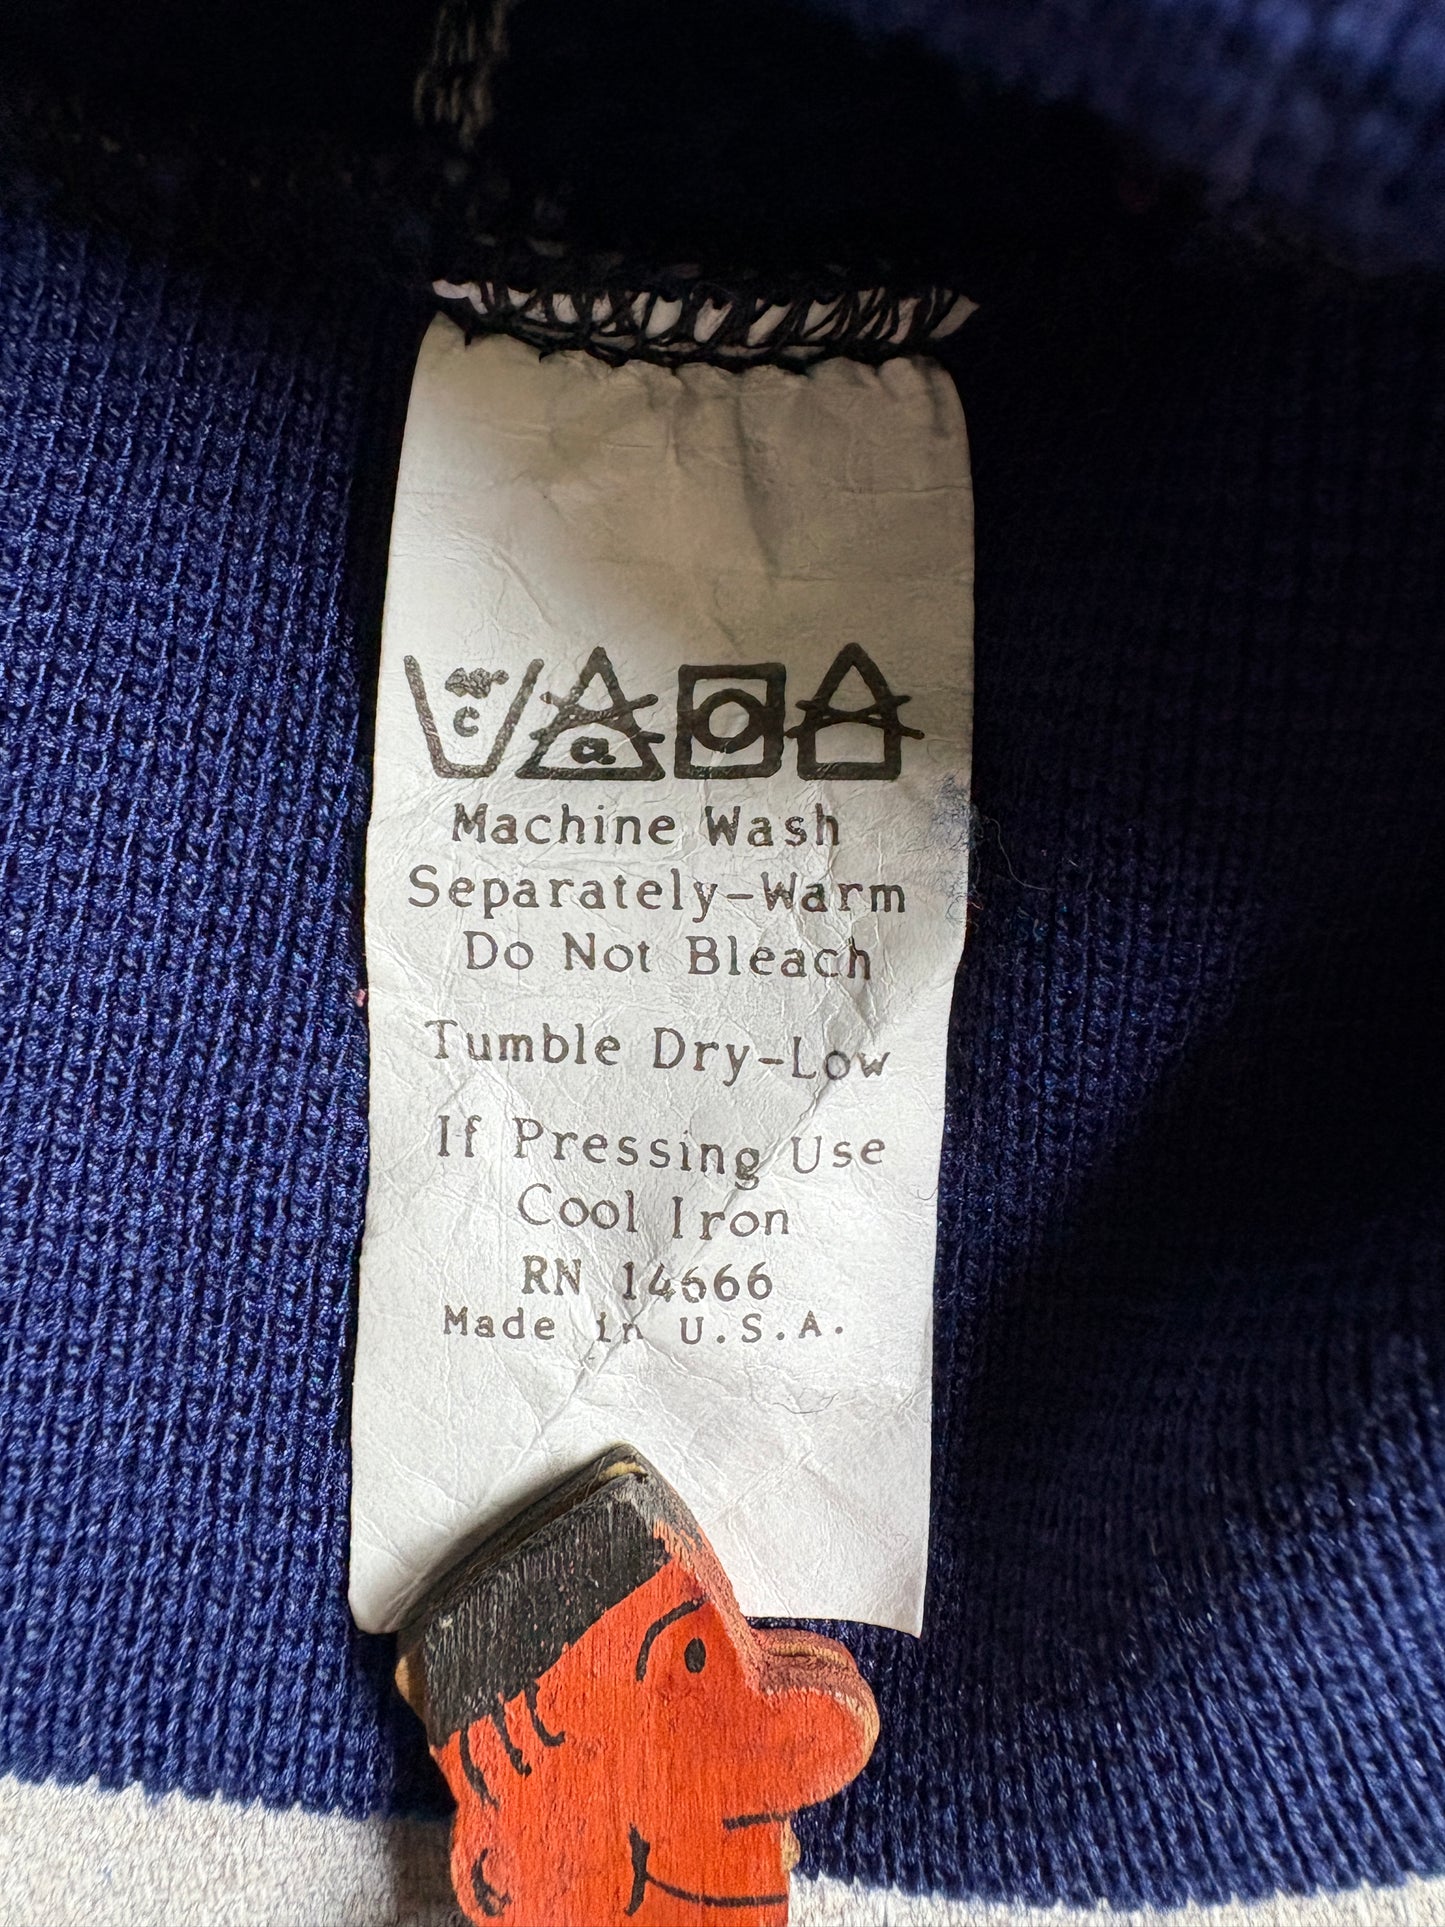 c a
Machine Wash
Separately-Warm
Do Not Bleach
Tumble Dry-Low
If Pressing Use
Cool Iron
RN 14666
Made in U.S.A.